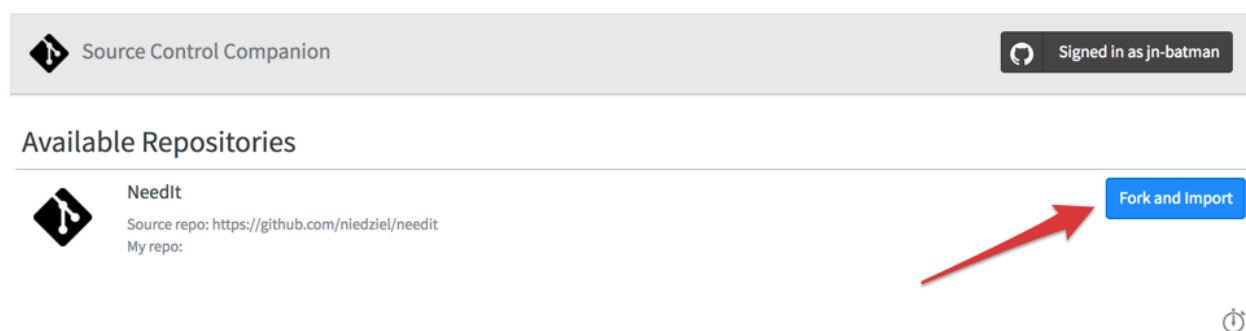 Source Control Companion
Signed in as jn-batman
Available Repositories
NeedIt
Fork and Import
Source repo: https://github.com/niedziel/needit
My repo: